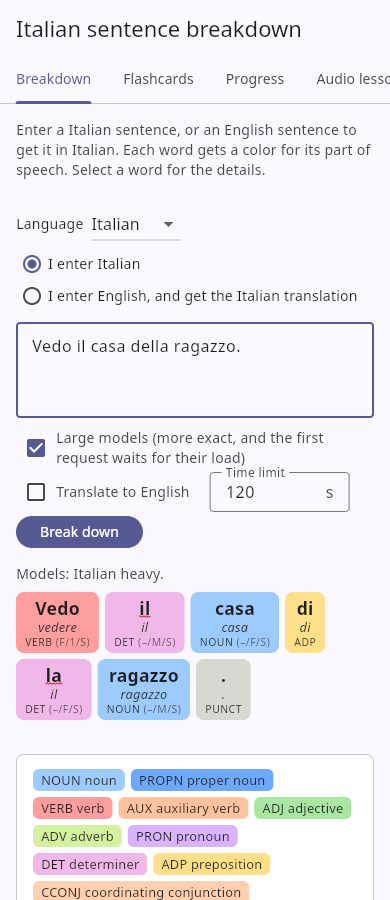 Italian sentence breakdown
Breakdown Flashcards Progress Audio lesso
Enter a Italian sentence, or an English sentence to
get it in Italian. Each word gets a color for its part of
speech. Select a word for the details.
Language Italian
I enter Italian
I enter English, and get the Italian translation
Vedo il casa della ragazzo.
Large models (more exact, and the first
request waits for their load)
Time limit
Translate to English 120 s
Break down
Models: Italian heavy.
Vedo il casa di
vedere il casa di
VERB (F/1/S) DET (–/M/S) NOUN (–/F/S) ADP
la ragazzo .
il ragazzo .
DET (–/F/S) NOUN (–/M/S) PUNCT
NOUN noun PROPN proper noun
VERB verb AUX auxiliary verb ADJ adjective
ADV adverb PRON pronoun
DET determiner ADP preposition
CCONJ coordinating conjunction